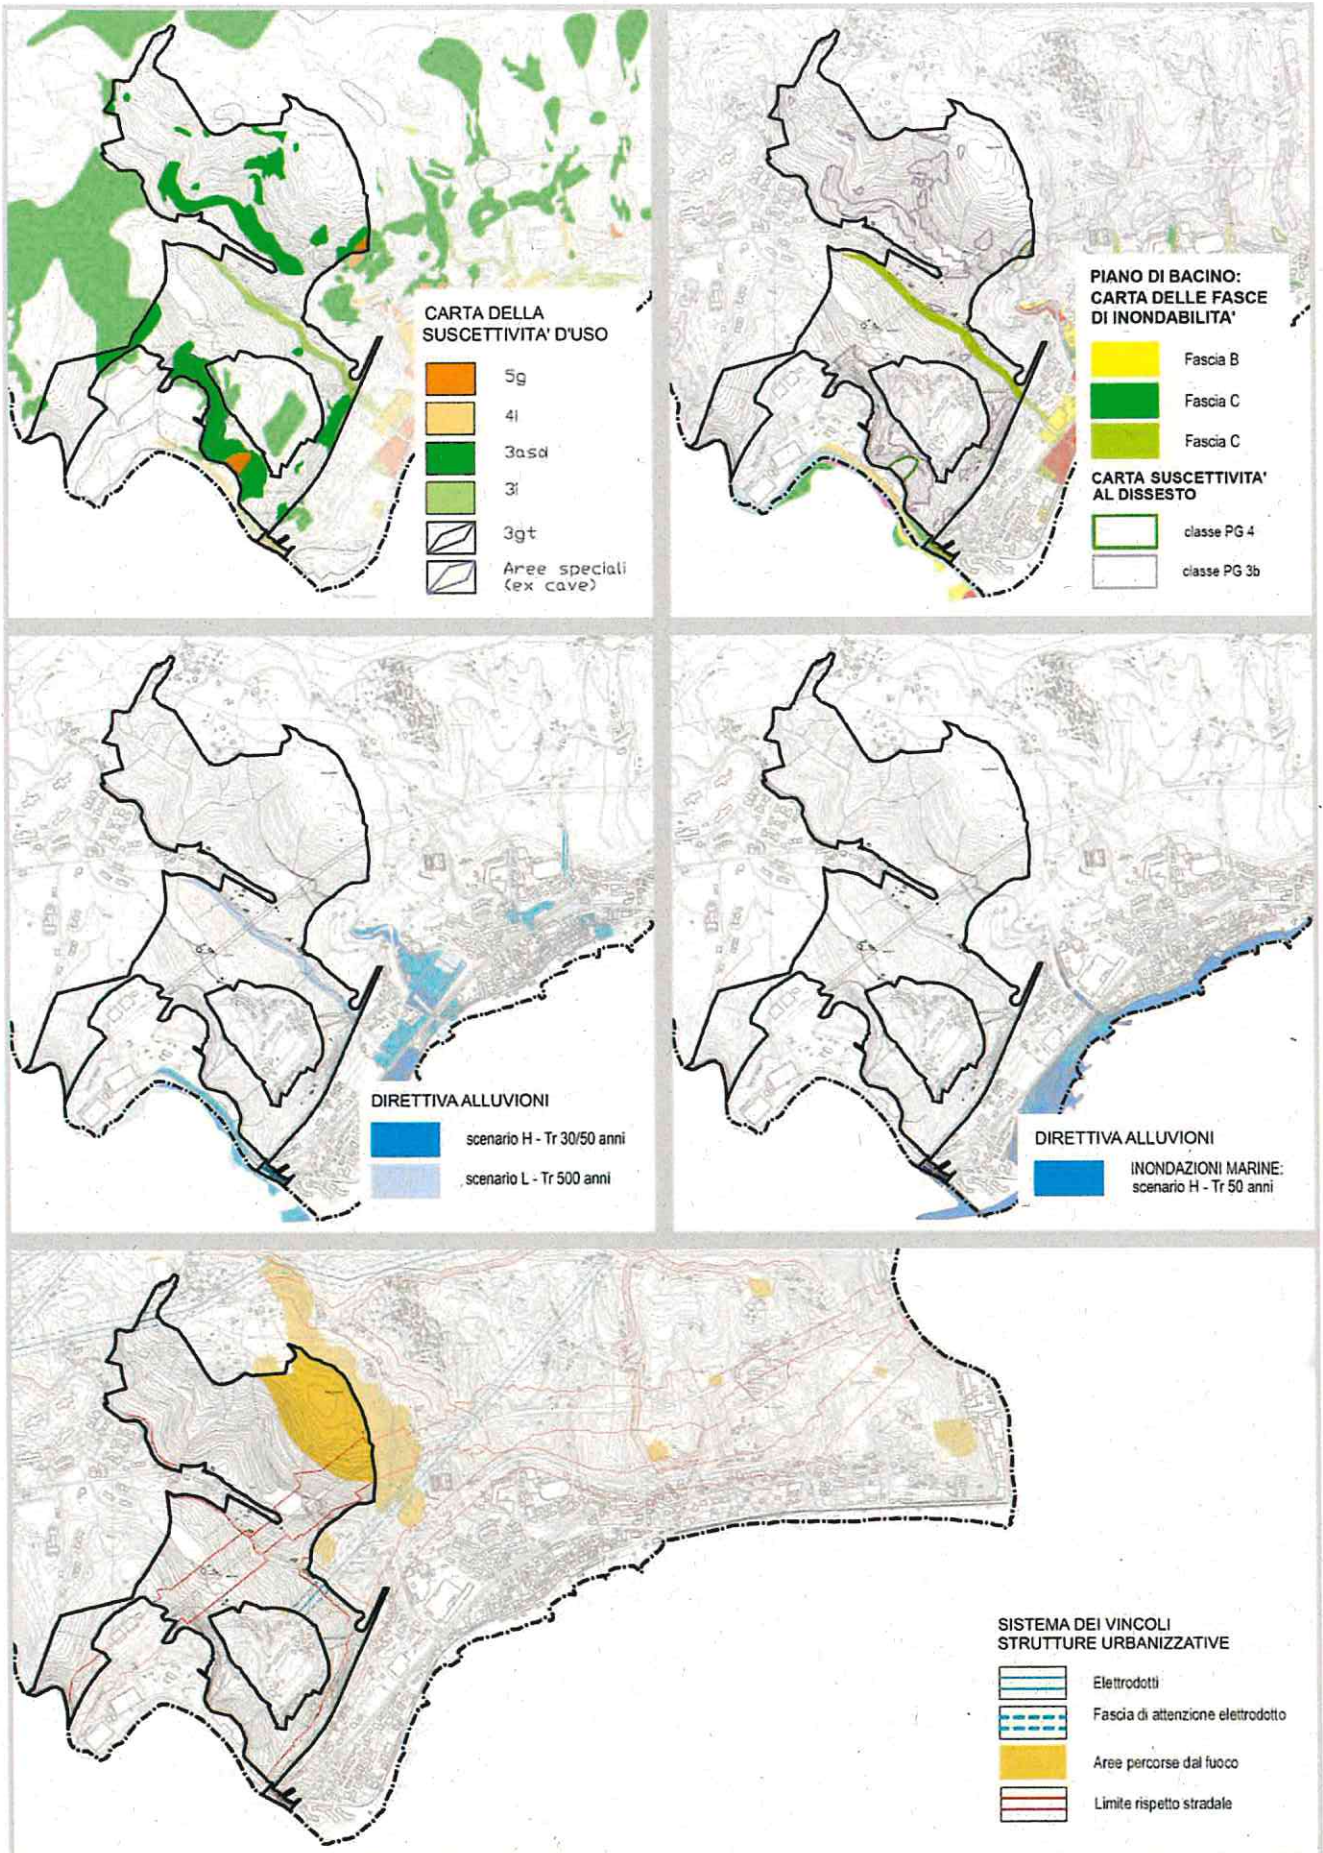 CARTA DELLA
SUSCETTIVITA' D'USO
5g
4i
3asd
3i
3gt
Aree speciali
(ex cave)
PIANO DI BACINO:
CARTA DELLE FASCE
DI INONDABILITA'
Fascia B
Fascia C
Fascia C
CARTA SUSCETTIVITA'
AL DISSESTO
classe PG 4
classe PG 3b
DIRETTIVA ALLUVIONI
scenario H - Tr 30/50 anni
scenario L - Tr 500 anni
DIRETTIVA ALLUVIONI
INONDAZIONI MARINE:
scenario H - Tr 50 anni
SISTEMA DEI VINCOLI
STRUTTURE URBANIZZATIVE
Elettrodotti
Fascia di attenzione elettrodotto
Aree percorse dal fuoco
Limite rispetto stradale